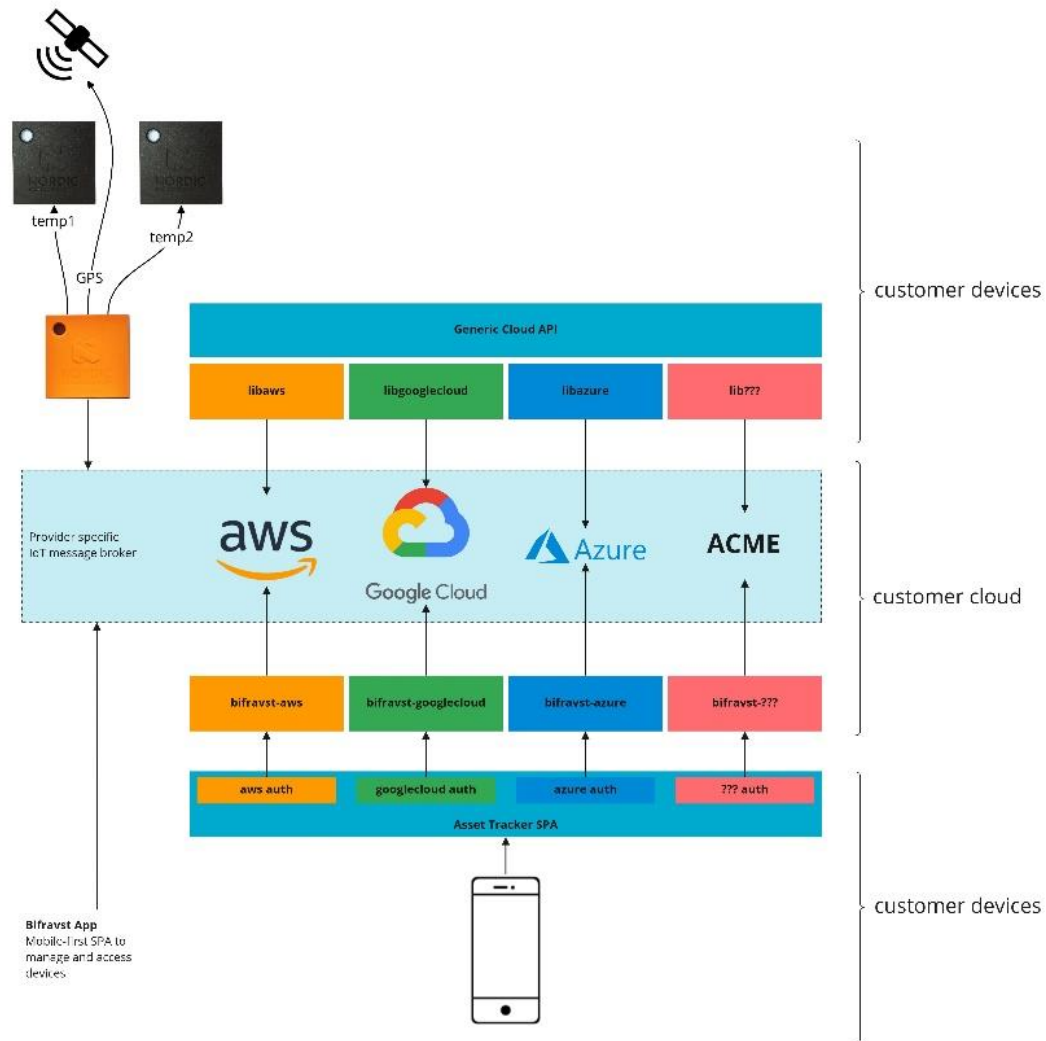 NORDIC
NORDIC
temp1
temp2
GPS
customer devices
Generic Cloud API
libaws
libgooglecloud
libazure
lib???
Provider specific
IoT message broker
aws
Google Cloud
Azure
ACME
customer cloud
bifravst-aws
bifravst-googlecloud
bifravst-azure
bifravst-???
aws auth
googlecloud auth
azure auth
??? auth
Asset Tracker SPA
customer devices
Bifravst App
Mobile-first SPA to
manage and access
devices